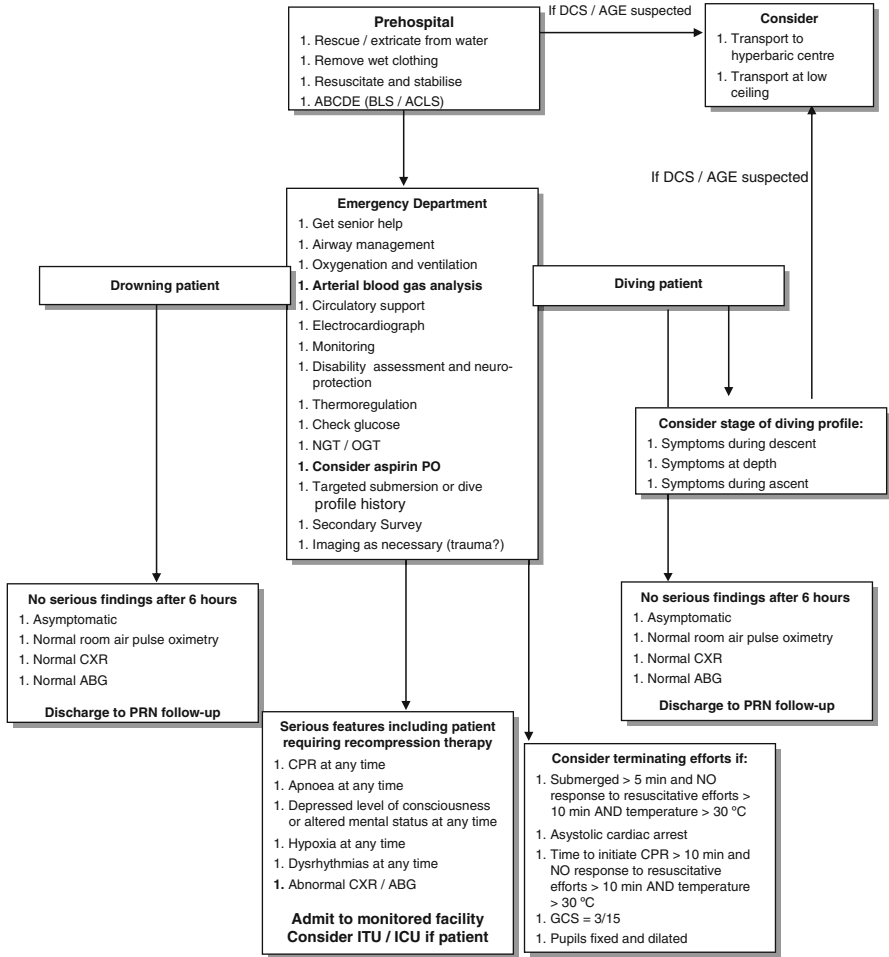 Prehospital
1. Rescue / extricate from water
1. Remove wet clothing
1. Resuscitate and stabilise
1. ABCDE (BLS / ACLS)
If DCS / AGE suspected
Consider
1. Transport to
hyperbaric centre
1. Transport at low
ceiling
If DCS / AGE suspected
Emergency Department
1. Get senior help
1. Airway management
1. Oxygenation and ventilation
1. Arterial blood gas analysis
1. Circulatory support
1. Electrocardiograph
1. Monitoring
1. Disability assessment and neuro-
protection
1. Thermoregulation
1. Check glucose
1. NGT / OGT
1. Consider aspirin PO
1. Targeted submersion or dive
profile history
1. Secondary Survey
1. Imaging as necessary (trauma?)
Drowning patient
Diving patient
Consider stage of diving profile:
1. Symptoms during descent
1. Symptoms at depth
1. Symptoms during ascent
No serious findings after 6 hours
1. Asymptomatic
1. Normal room air pulse oximetry
1. Normal CXR
1. Normal ABG
Discharge to PRN follow-up
No serious findings after 6 hours
1. Asymptomatic
1. Normal room air pulse oximetry
1. Normal CXR
1. Normal ABG
Discharge to PRN follow-up
Serious features including patient
requiring recompression therapy
1. CPR at any time
1. Apnoea at any time
1. Depressed level of consciousness
or altered mental status at any time
1. Hypoxia at any time
1. Dysrhythmias at any time
1. Abnormal CXR / ABG
Admit to monitored facility
Consider ITU / ICU if patient
Consider terminating efforts if:
1. Submerged > 5 min and NO
response to resuscitative efforts >
10 min AND temperature > 30 ºC
1. Asystolic cardiac arrest
1. Time to initiate CPR > 10 min and
NO response to resuscitative
efforts > 10 min AND temperature
> 30 ºC
1. GCS = 3/15
1. Pupils fixed and dilated